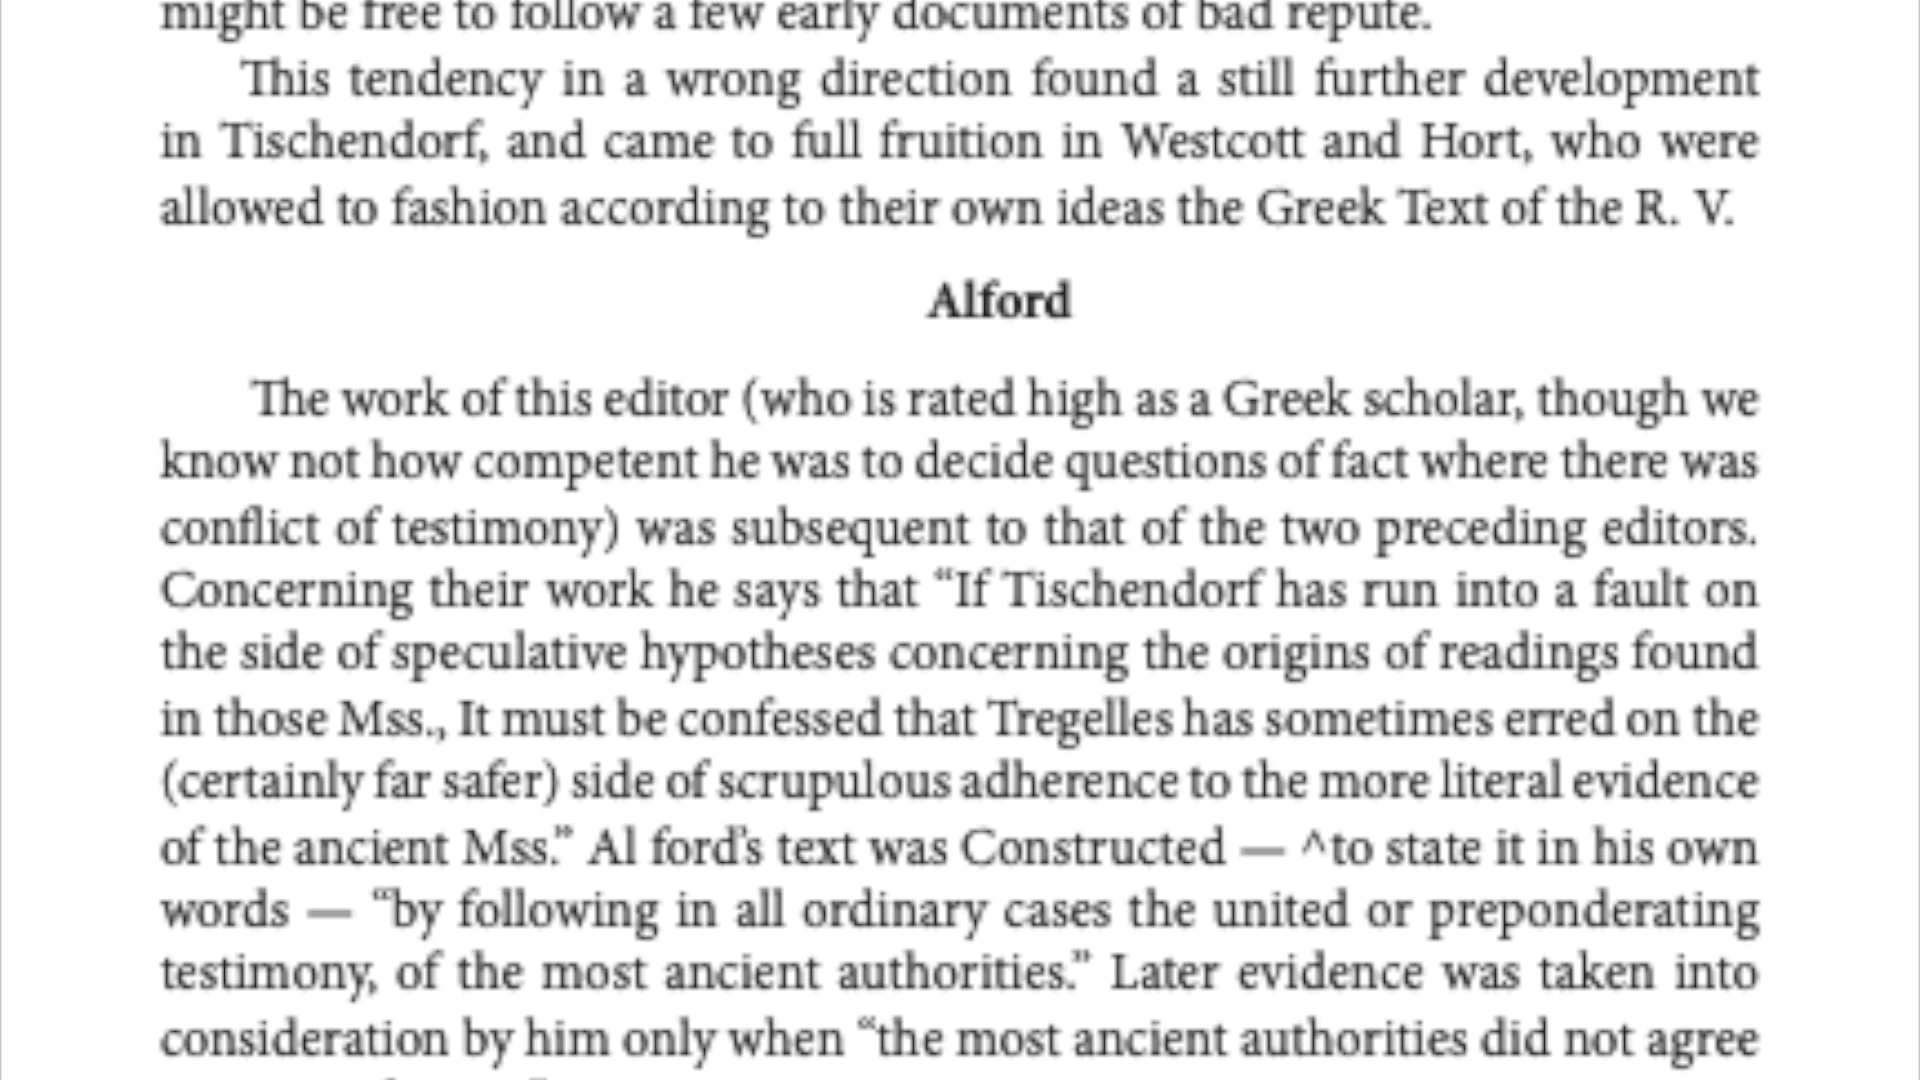 might be free to follow a few early documents of bad repute.
This tendency in a wrong direction found a still further development
in Tischendorf, and came to full fruition in Westcott and Hort, who were
allowed to fashion according to their own ideas the Greek Text of the R. V.
Alford
The work of this editor (who is rated high as a Greek scholar, though we
know not how competent he was to decide questions of fact where there was
conflict of testimony) was subsequent to that of the two preceding editors.
Concerning their work he says that “If Tischendorf has run into a fault on
the side of speculative hypotheses concerning the origins of readings found
in those Mss., It must be confessed that Tregelles has sometimes erred on the
(certainly far safer) side of scrupulous adherence to the more literal evidence
of the ancient Mss.” Al ford’s text was Constructed — ^to state it in his own
words — “by following in all ordinary cases the united or preponderating
testimony, of the most ancient authorities.” Later evidence was taken into
consideration by him only when “the most ancient authorities did not agree